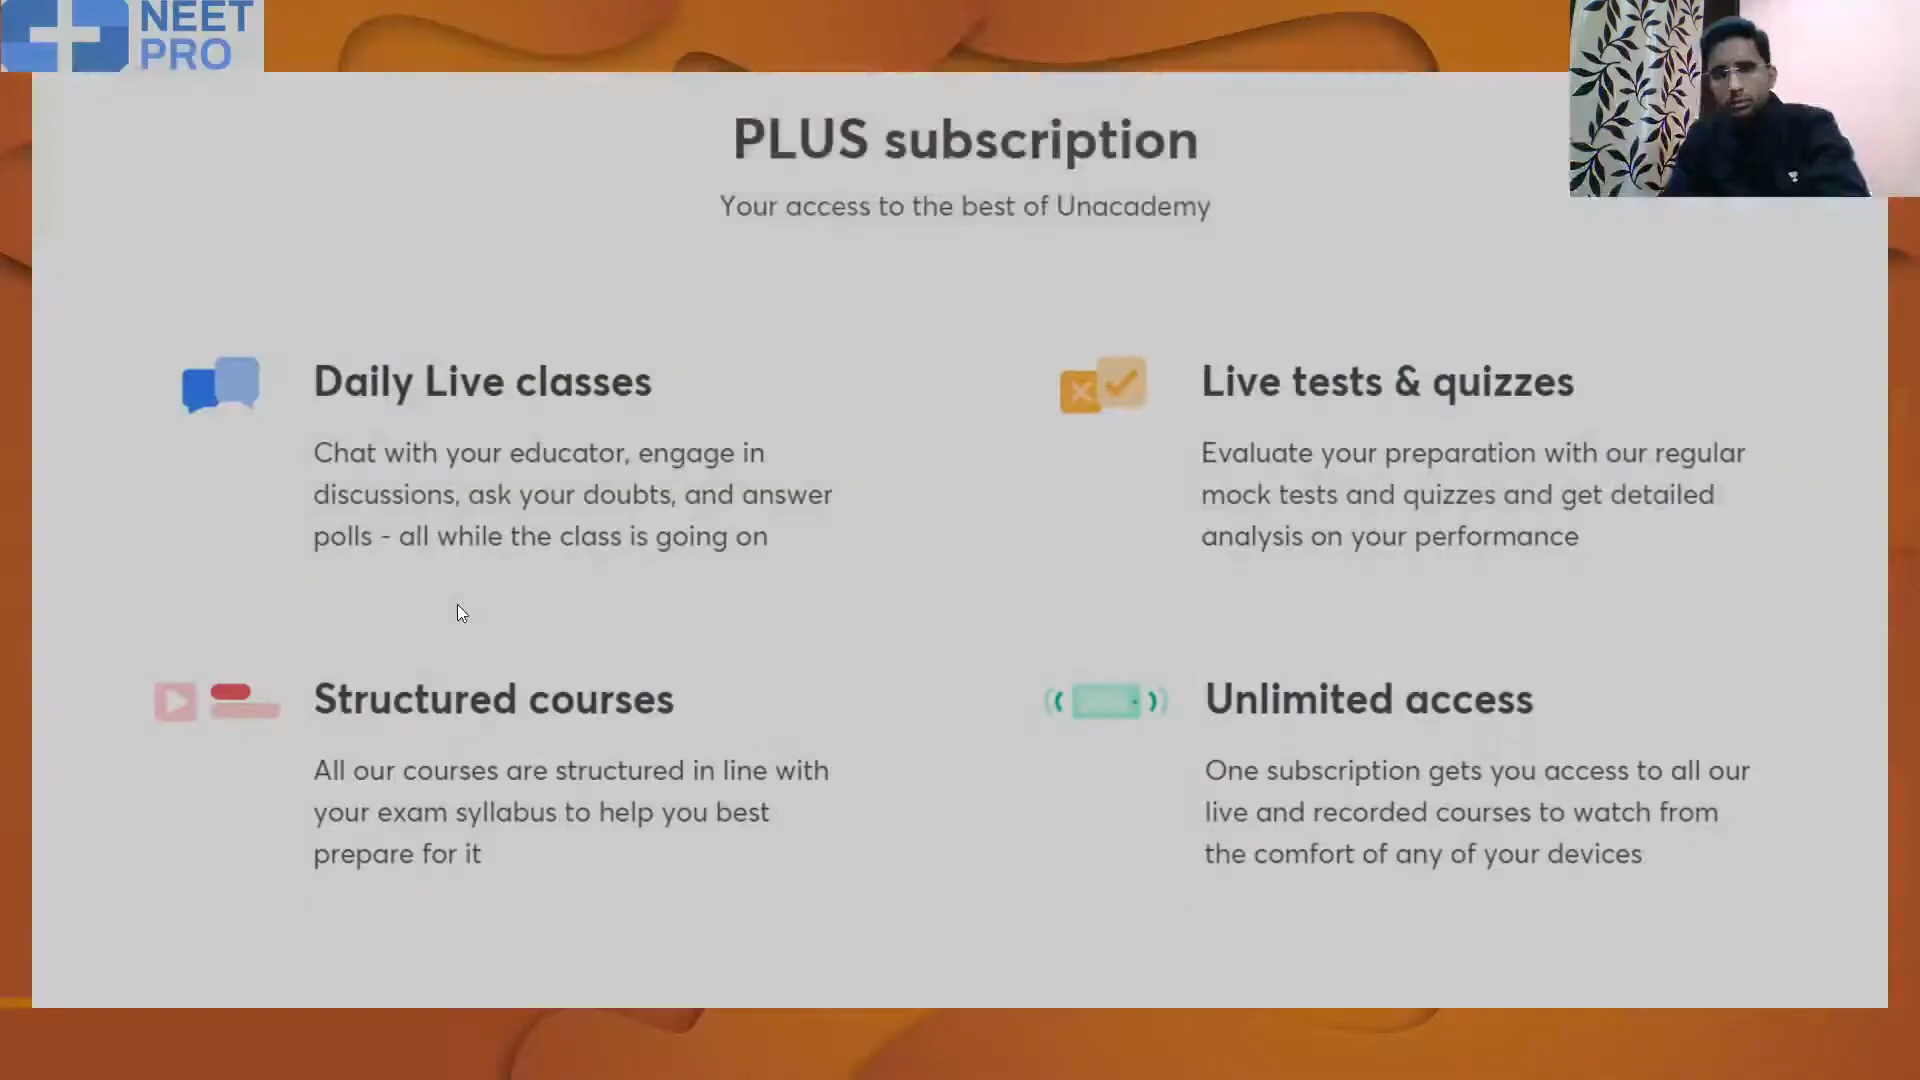 NEET
PRO
PLUS subscription
Your access to the best of Unacademy
Daily Live classes
Chat with your educator, engage in
discussions, ask your doubts, and answer
polls - all while the class is going on
Live tests & quizzes
Evaluate your preparation with our regular
mock tests and quizzes and get detailed
analysis on your performance
Structured courses
All our courses are structured in line with
your exam syllabus to help you best
prepare for it
Unlimited access
One subscription gets you access to all our
live and recorded courses to watch from
the comfort of any of your devices